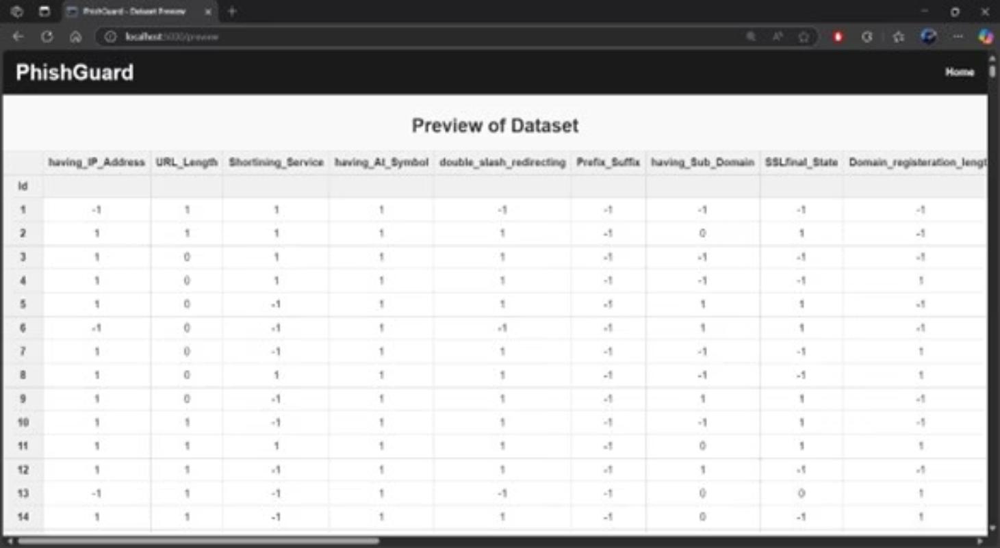 PhishGuard - Dataset Preview
localhost:5000/preview
PhishGuard Home
Preview of Dataset
having_IP_Address URL_Length Shortining_Service having_At_Symbol double_slash_redirecting Prefix_Suffix having_Sub_Domain SSLfinal_State Domain_registeration_lengt
Id
1 -1 1 1 1 -1 -1 -1 -1 -1
2 1 1 1 1 1 -1 0 1 -1
3 1 0 1 1 1 -1 -1 -1 -1
4 1 0 1 1 1 -1 -1 -1 1
5 1 0 -1 1 1 -1 1 1 -1
6 -1 0 -1 1 -1 -1 1 1 -1
7 1 0 -1 1 1 -1 -1 -1 1
8 1 0 1 1 1 -1 -1 -1 1
9 1 0 -1 1 1 -1 1 1 -1
10 1 1 -1 1 1 -1 -1 1 -1
11 1 1 1 1 1 -1 0 1 1
12 1 1 -1 1 1 -1 1 -1 -1
13 -1 1 -1 1 -1 -1 0 0 1
14 1 1 -1 1 1 -1 0 -1 1